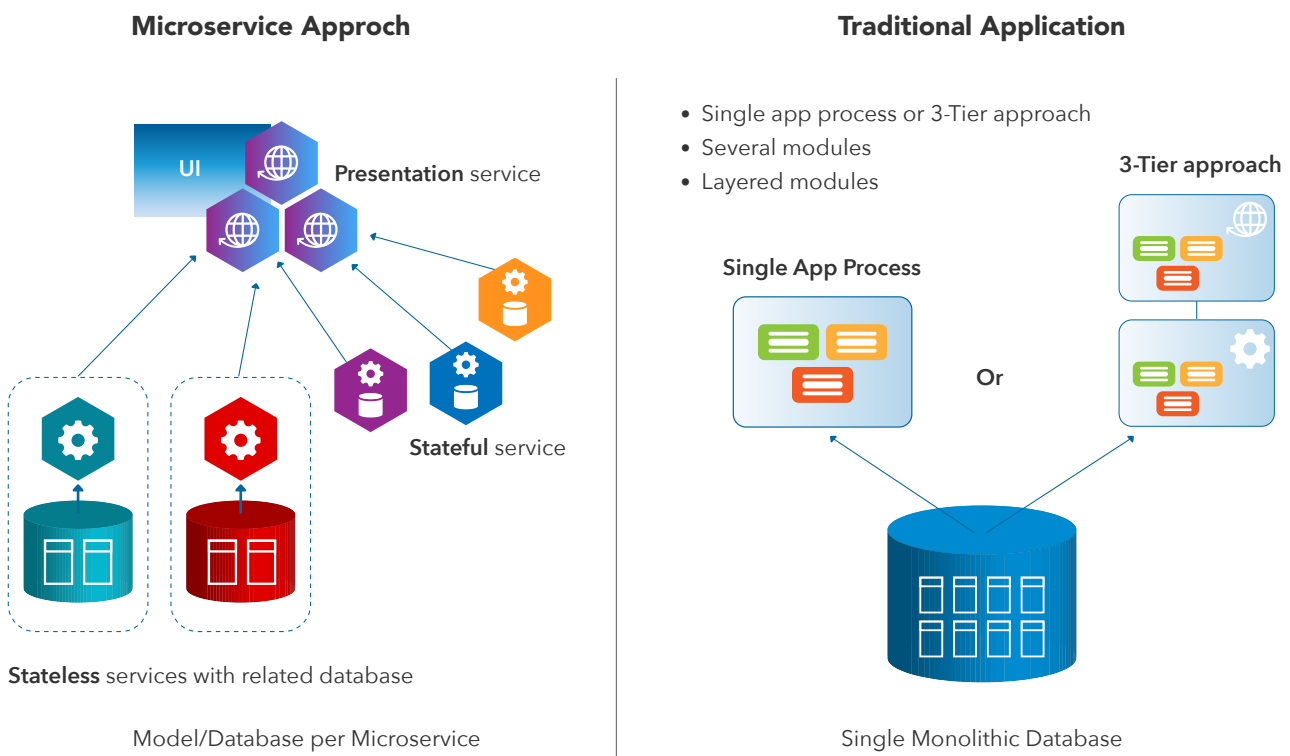 Microservice Approch
UI
Presentation service
Stateful service
Stateless services with related database
Model/Database per Microservice
Traditional Application
• Single app process or 3-Tier approach
• Several modules
• Layered modules
3-Tier approach
Single App Process
Or
Single Monolithic Database